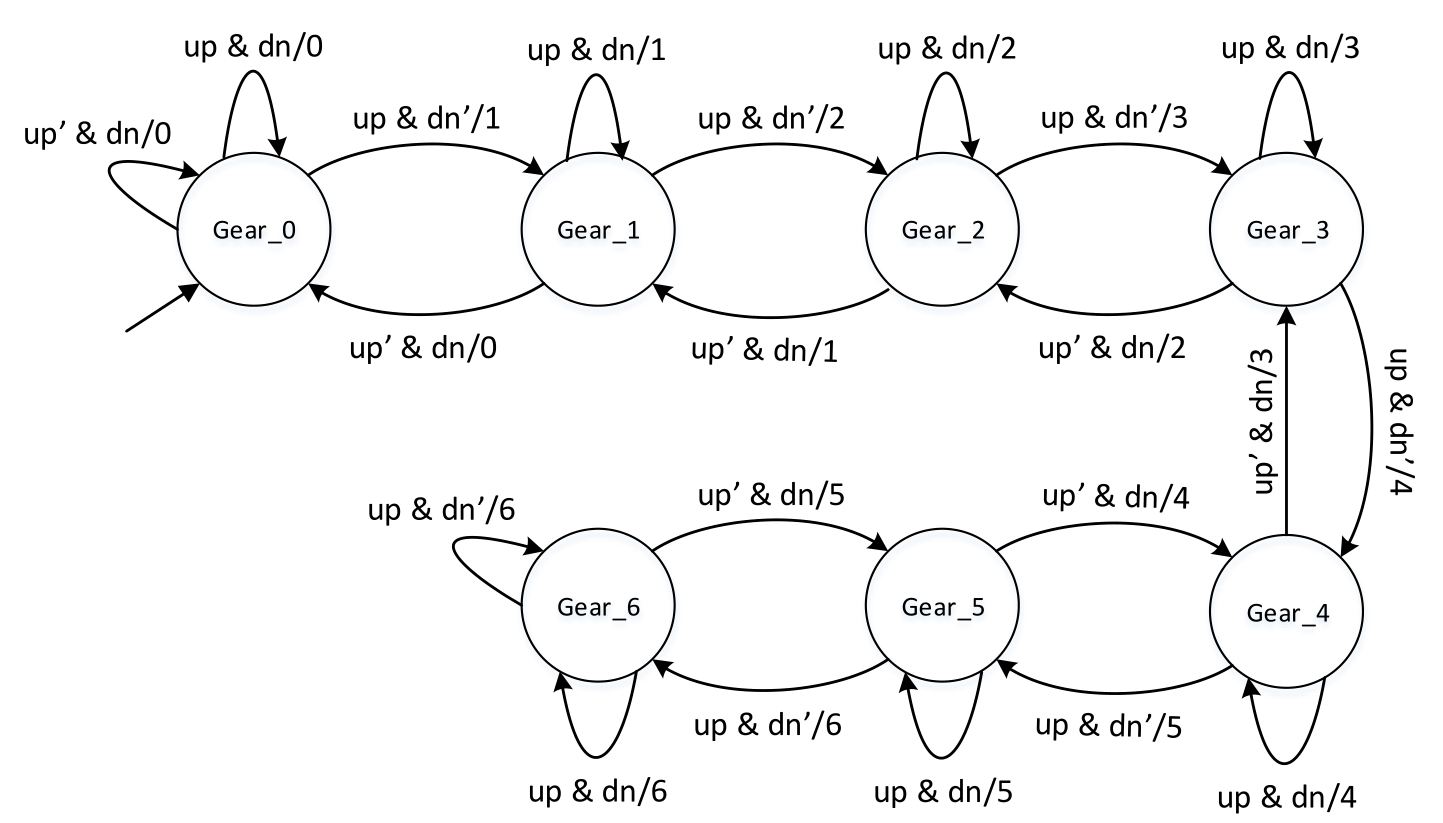 up & dn/0
up & dn/1
up & dn/2
up & dn/3
up’ & dn/0
up & dn’/1
up & dn’/2
up & dn’/3
Gear_0
Gear_1
Gear_2
Gear_3
up’ & dn/0
up’ & dn/1
up’ & dn/2
up’ & dn/3
up & dn’/4
up & dn’/6
up’ & dn/5
up’ & dn/4
Gear_6
Gear_5
Gear_4
up & dn’/6
up & dn’/5
up & dn/6
up & dn/5
up & dn/4